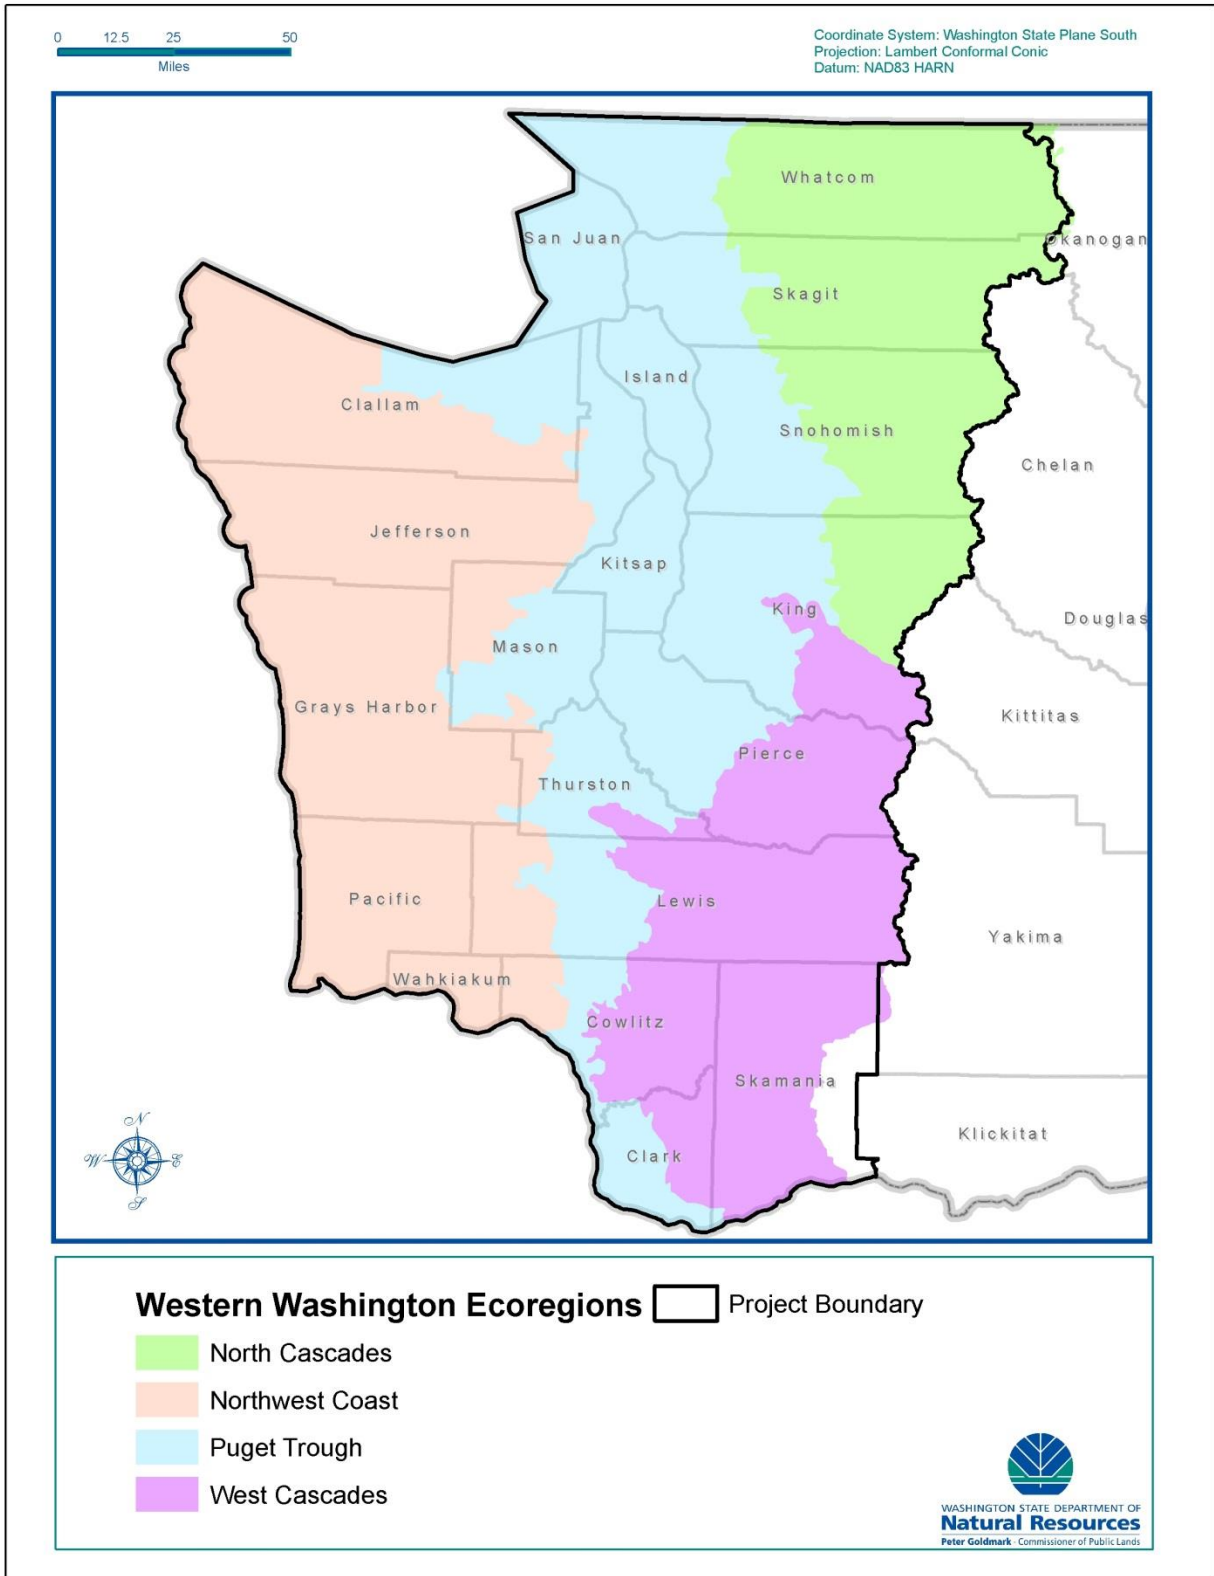 0 12.5 25 50
Miles
Coordinate System: Washington State Plane South
Projection: Lambert Conformal Conic
Datum: NAD83 HARN
Whatcom
San Juan
Okanogan
Skagit
Island
Clallam
Snohomish
Chelan
Jefferson
Kitsap
King
Douglas
Mason
Grays Harbor
Kittitas
Pierce
Thurston
Pacific
Lewis
Yakima
Wahkiakum
Cowlitz
Skamania
Klickitat
Clark
N
W E
S
Western Washington Ecoregions
Project Boundary
North Cascades
Northwest Coast
Puget Trough
West Cascades
WASHINGTON STATE DEPARTMENT OF
Natural Resources
Peter Goldmark - Commissioner of Public Lands